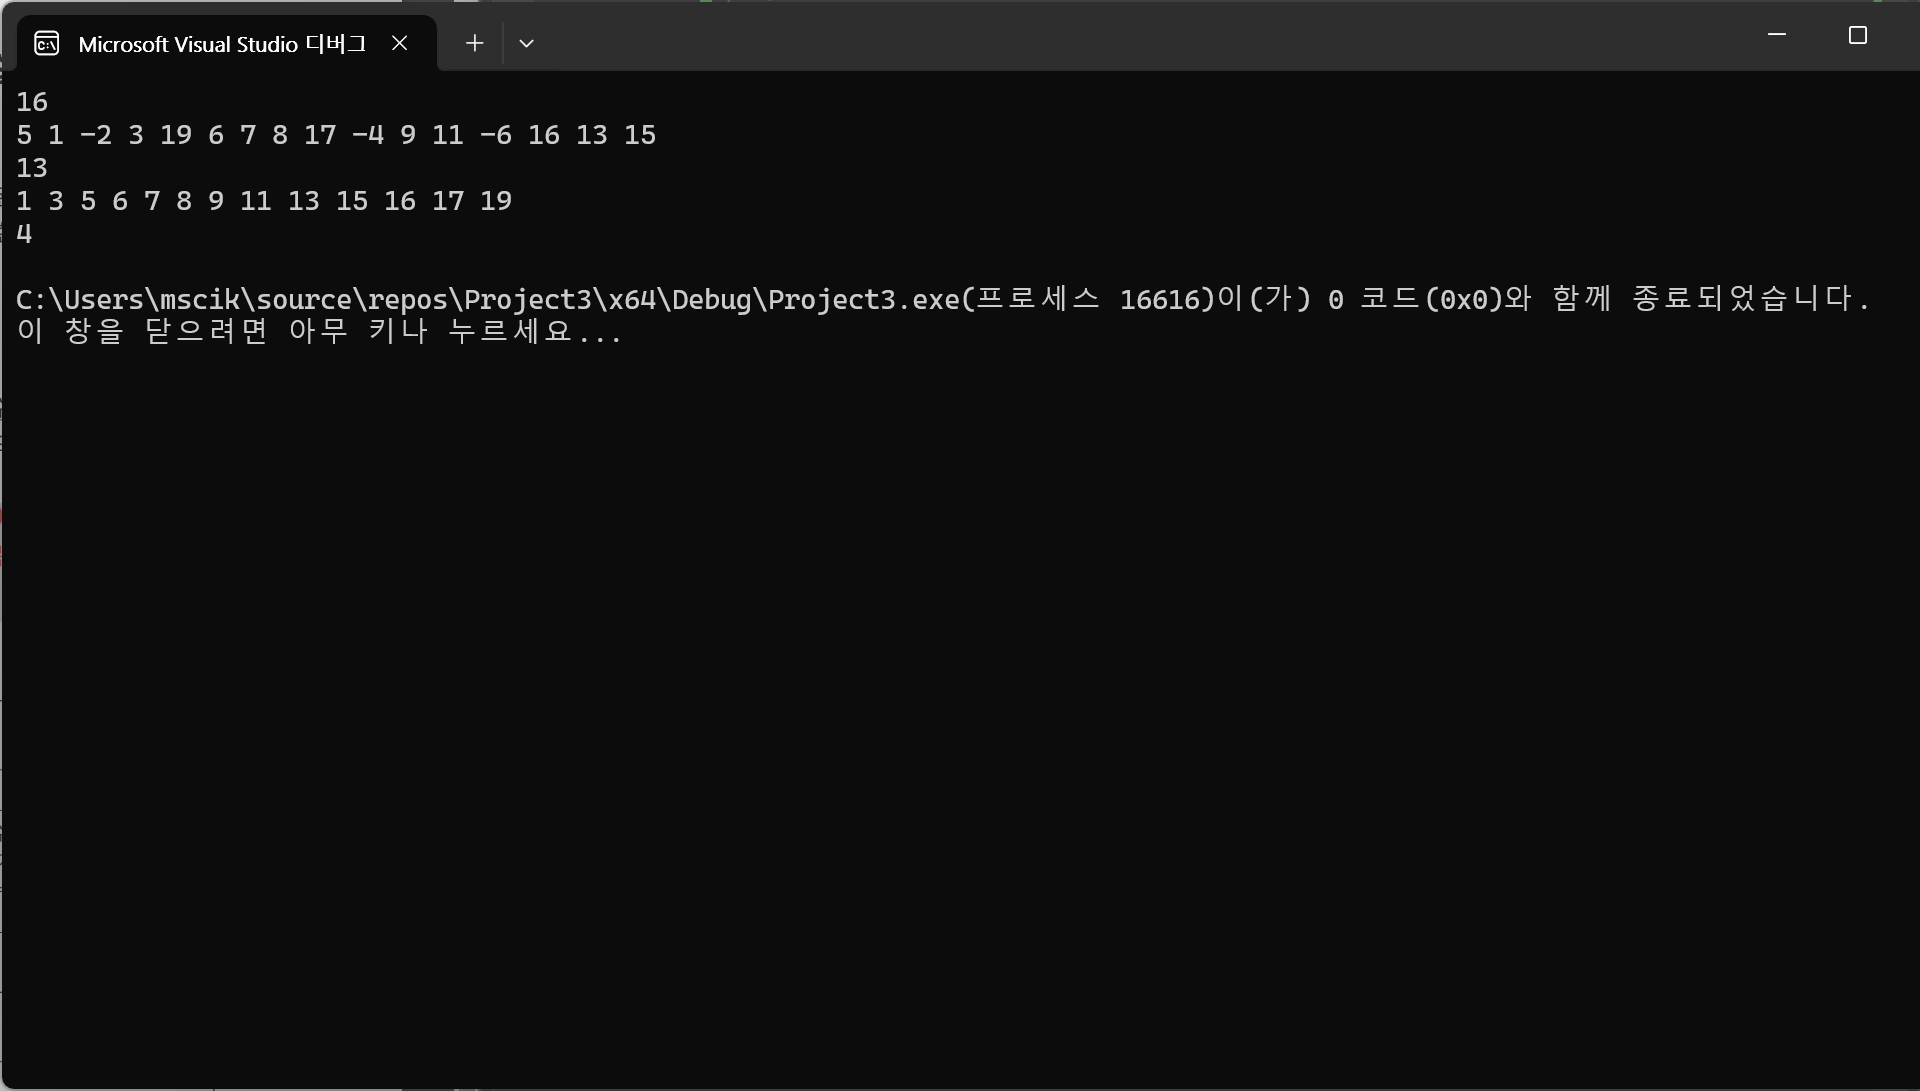 Microsoft Visual Studio 디버그
16
5 1 -2 3 19 6 7 8 17 -4 9 11 -6 16 13 15
13
1 3 5 6 7 8 9 11 13 15 16 17 19
4
C:\Users\mscik\source\repos\Project3\x64\Debug\Project3.exe(프로세스 16616)이(가) 0 코드(0x0)와 함께 종료되었습니다.
이 창을 닫으려면 아무 키나 누르세요...